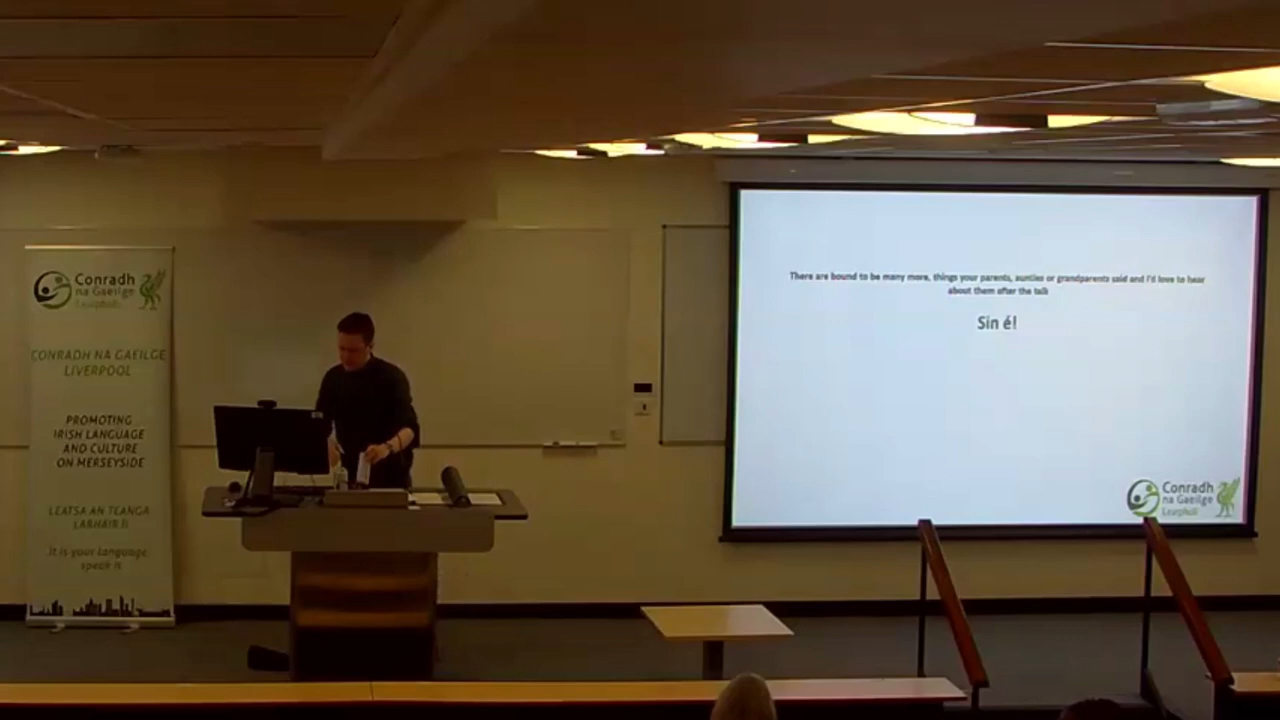 Conradh
na Gaeilge
Learpholl
CONRADH NA GAEILGE
LIVERPOOL
PROMOTING
IRISH LANGUAGE
AND CULTURE
ON MERSEYSIDE
LEATSA AN TEANGA
LABHAIR Í
It is your language
speak it
There are bound to be many more, things your parents, aunties or grandparents said and I'd love to hear
about them after the talk
Sin é!
Conradh
na Gaeilge
Learpholl